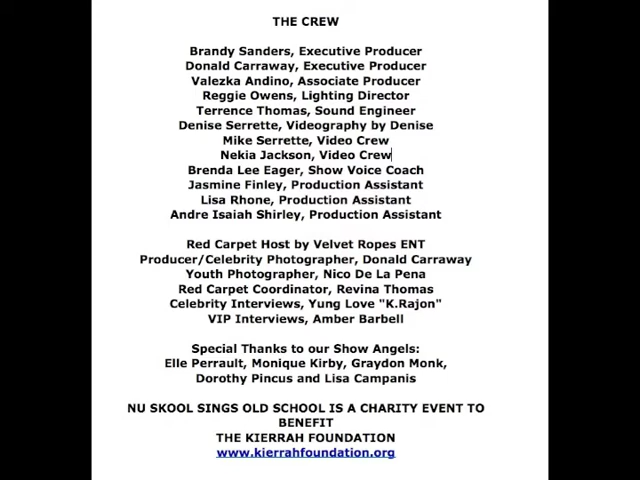 THE CREW
Brandy Sanders, Executive Producer
Donald Carraway, Executive Producer
Valezka Andino, Associate Producer
Reggie Owens, Lighting Director
Terrence Thomas, Sound Engineer
Denise Serrette, Videography by Denise
Mike Serrette, Video Crew
Nekia Jackson, Video Crew
Brenda Lee Eager, Show Voice Coach
Jasmine Finley, Production Assistant
Lisa Rhone, Production Assistant
Andre Isaiah Shirley, Production Assistant
Red Carpet Host by Velvet Ropes ENT
Producer/Celebrity Photographer, Donald Carraway
Youth Photographer, Nico De La Pena
Red Carpet Coordinator, Revina Thomas
Celebrity Interviews, Yung Love "K.Rajon"
VIP Interviews, Amber Barbell
Special Thanks to our Show Angels:
Elle Perrault, Monique Kirby, Graydon Monk,
Dorothy Pincus and Lisa Campanis
NU SKOOL SINGS OLD SCHOOL IS A CHARITY EVENT TO
BENEFIT
THE KIERRAH FOUNDATION
www.kierrahfoundation.org